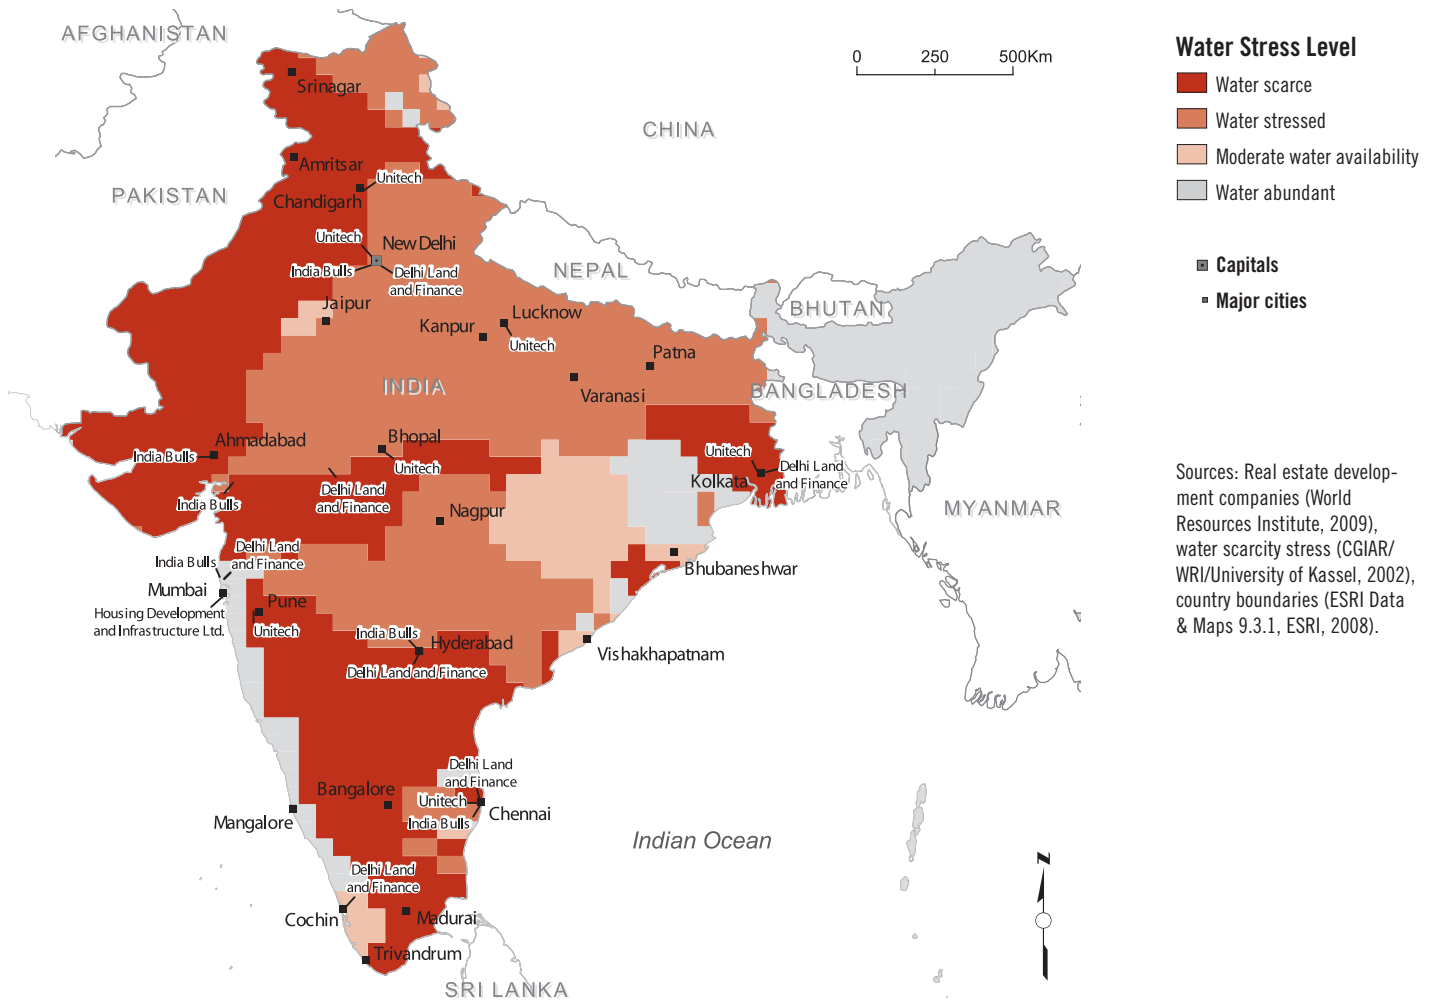 AFGHANISTAN
Srinagar
CHINA
Amritsar
PAKISTAN
Unitech
Chandigarh
Unitech
New Delhi
India Bulls
Delhi Land
and Finance
NEPAL
BHUTAN
Jaipur
Kanpur
Lucknow
Unitech
Patna
INDIA
Varanasi
BANGLADESH
Ahmadabad
India Bulls
Bhopal
Unitech
Unitech
Kolkata
Delhi Land
and Finance
Delhi Land
and Finance
India Bulls
Nagpur
MYANMAR
Delhi Land
and Finance
India Bulls
Mumbai
Housing Development
and Infrastructure Ltd.
Pune
Unitech
Bhubaneshwar
India Bulls
Hyderabad
Delhi Land and Finance
Vishakhapatnam
Delhi Land
and Finance
Bangalore
Unitech
Chennai
India Bulls
Mangalore
Indian Ocean
Delhi Land
and Finance
Cochin
Madurai
Trivandrum
SRI LANKA
0 250 500Km
N
Water Stress Level
Water scarce
Water stressed
Moderate water availability
Water abundant
Capitals
Major cities
Sources: Real estate develop-
ment companies (World
Resources Institute, 2009),
water scarcity stress (CGIAR/
WRI/University of Kassel, 2002),
country boundaries (ESRI Data
& Maps 9.3.1, ESRI, 2008).